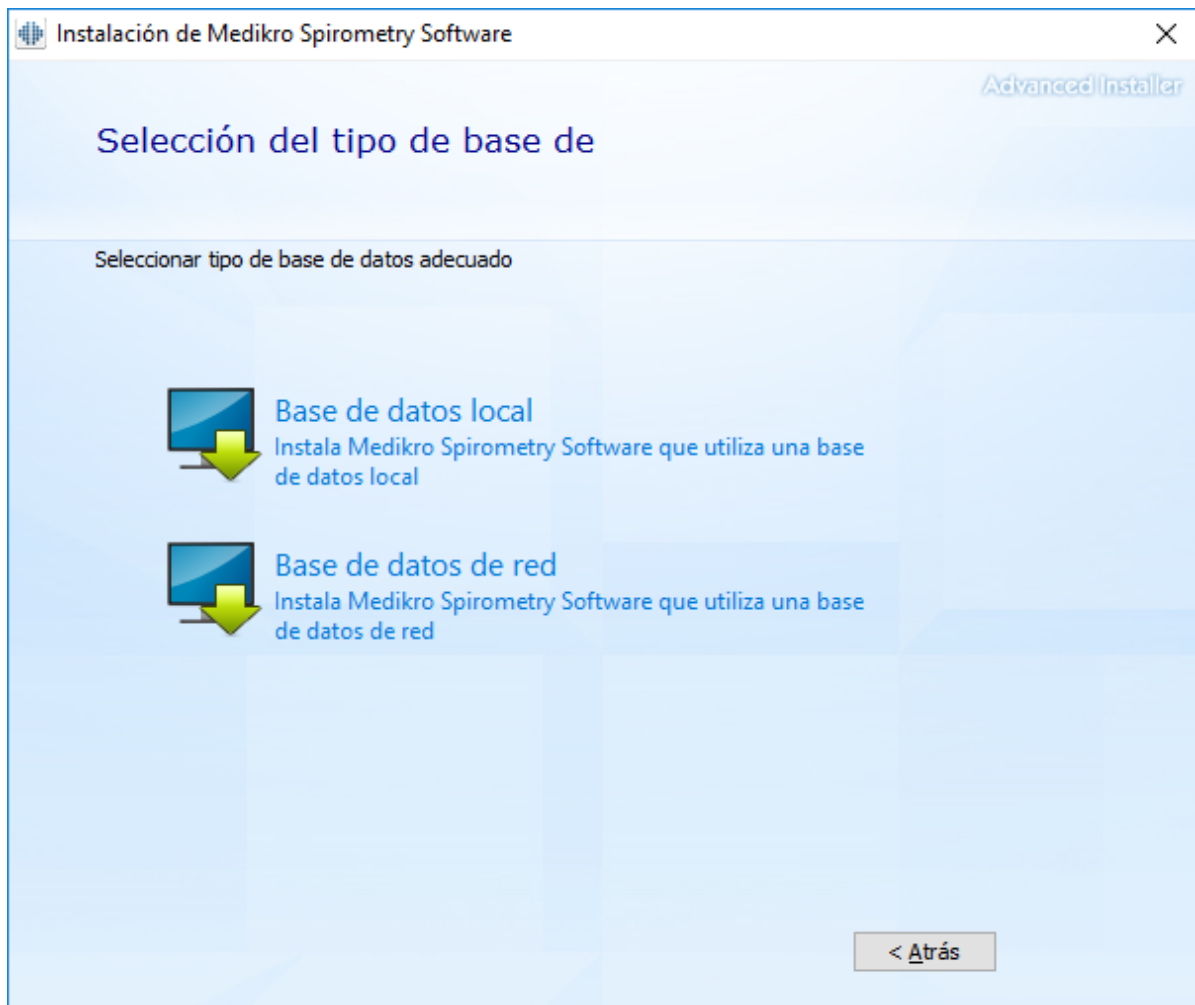 Instalación de Medikro Spirometry Software
Advanced Installer
Selección del tipo de base de
Seleccionar tipo de base de datos adecuado
Base de datos local
Instala Medikro Spirometry Software que utiliza una base
de datos local
Base de datos de red
Instala Medikro Spirometry Software que utiliza una base
de datos de red
< Atrás